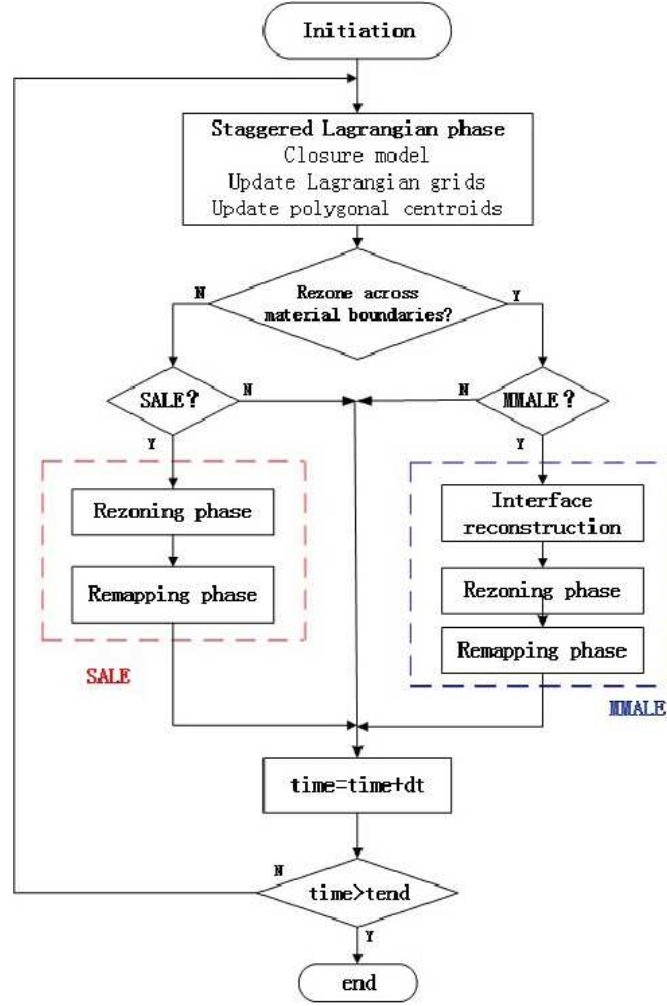 Initiation
Staggered Lagrangian phase
Closure model
Update Lagrangian grids
Update polygonal centroids
N
Rezone across
material boundaries?
Y
SALE?
N
N
MMALE?
Y
Y
Rezoning phase
Remapping phase
SALE
Interface
reconstruction
Rezoning phase
Remapping phase
MMALE
time=time+dt
N
time>tend
Y
end